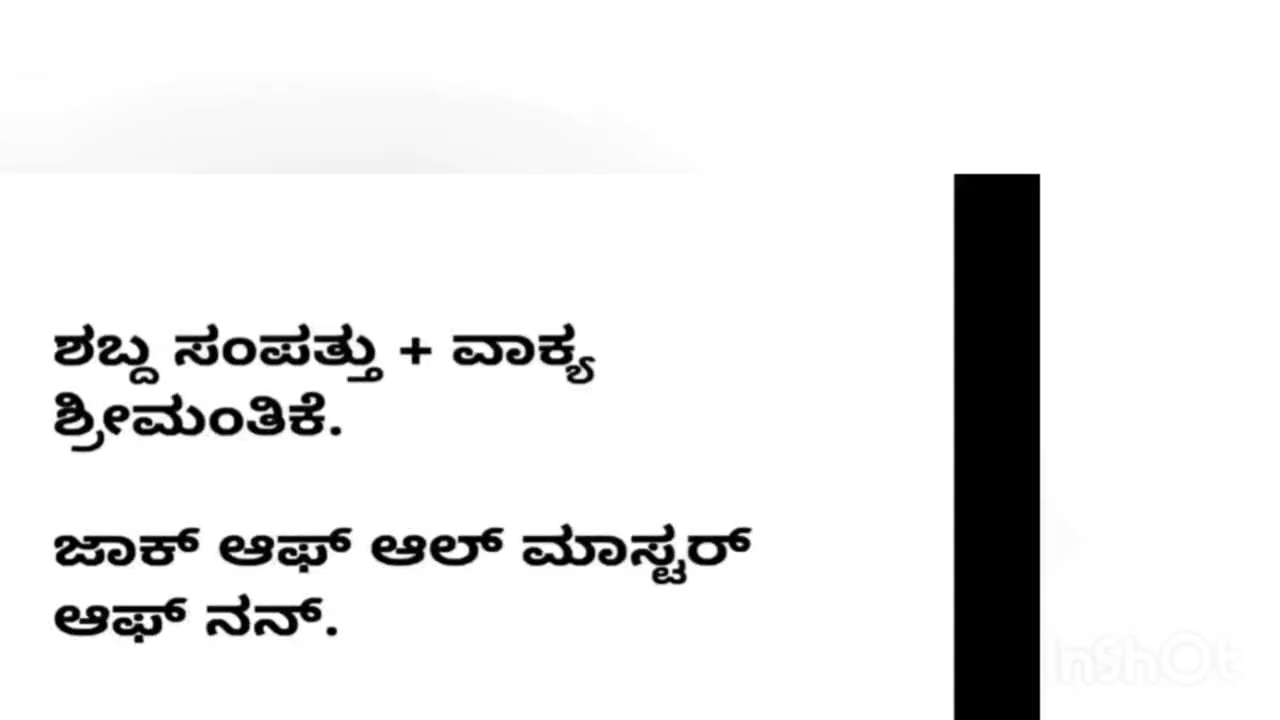 ಶಬ್ದ ಸಂಪತ್ತು + ವಾಕ್ಯ
ಶ್ರೀಮಂತಿಕೆ.
ಜಾಕ್ ಆಫ್ ಆಲ್ ಮಾಸ್ಟರ್
ಆಫ್ ನನ್.
InShOt